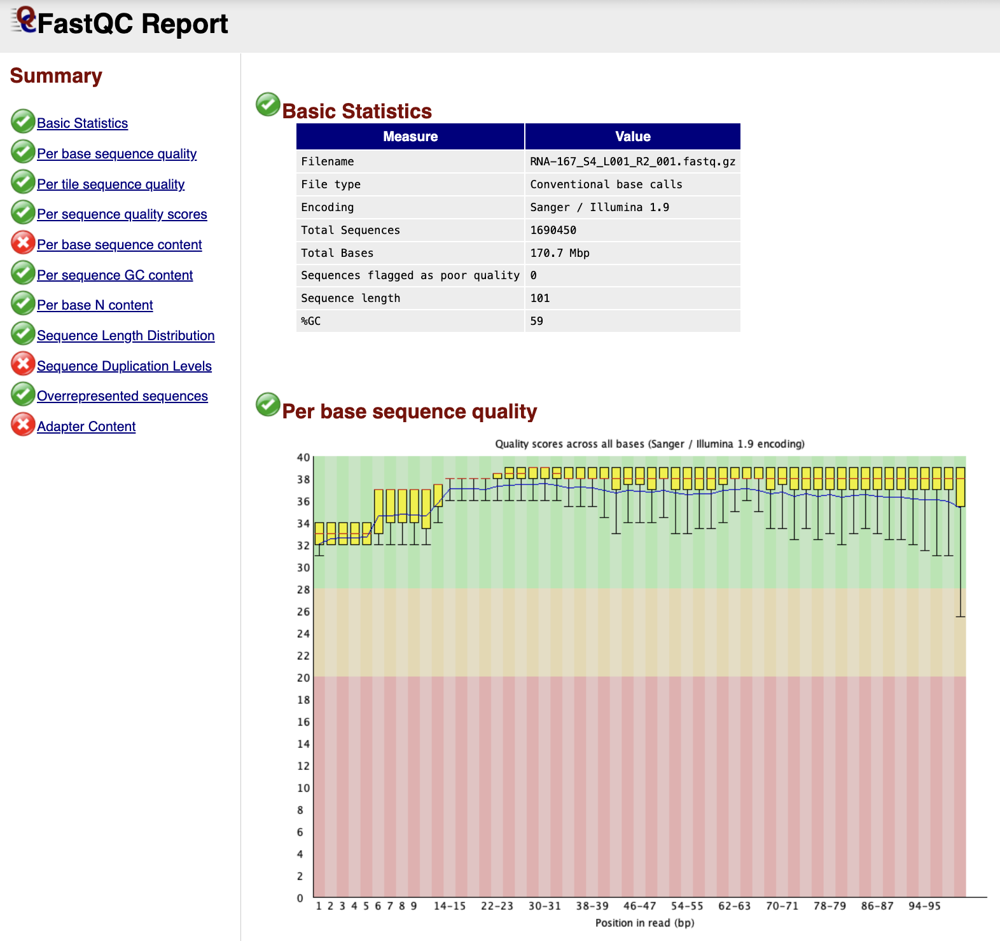 FastQC Report
Summary
Basic Statistics
Per base sequence quality
Per tile sequence quality
Per sequence quality scores
Per base sequence content
Per sequence GC content
Per base N content
Sequence Length Distribution
Sequence Duplication Levels
Overrepresented sequences
Adapter Content
Basic Statistics
Measure Value
Filename RNA-167_S4_L001_R2_001.fastq.gz
File type Conventional base calls
Encoding Sanger / Illumina 1.9
Total Sequences 1690450
Total Bases 170.7 Mbp
Sequences flagged as poor quality 0
Sequence length 101
%GC 59
Per base sequence quality
Quality scores across all bases (Sanger / Illumina 1.9 encoding)
40
38
36
34
32
30
28
26
24
22
20
18
16
14
12
10
8
6
4
2
0
1 2 3 4 5 6 7 8 9 14-15 22-23 30-31 38-39 46-47 54-55 62-63 70-71 78-79 86-87 94-95
Position in read (bp)